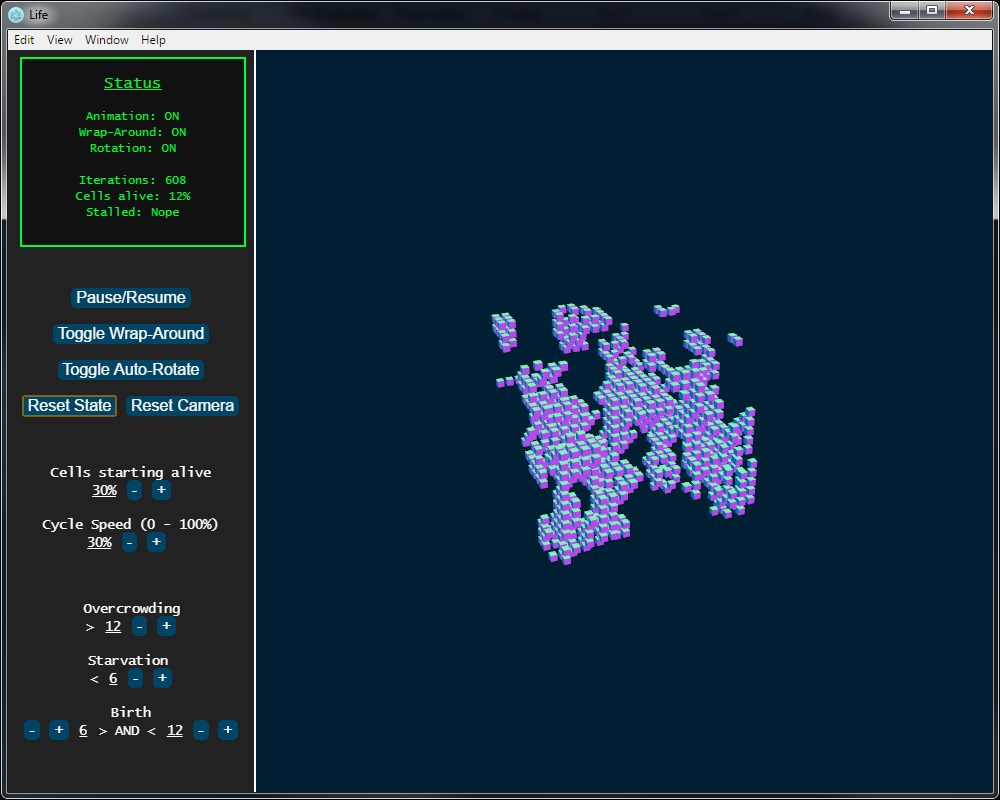 Life
Edit View Window Help
Status
Animation: ON
Wrap-Around: ON
Rotation: ON
Iterations: 608
Cells alive: 12%
Stalled: Nope
Pause/Resume
Toggle Wrap-Around
Toggle Auto-Rotate
Reset State Reset Camera
Cells starting alive
30% - +
Cycle Speed (0 - 100%)
30% - +
Overcrowding
> 12 - +
Starvation
< 6 - +
Birth
- + 6 > AND < 12 - +